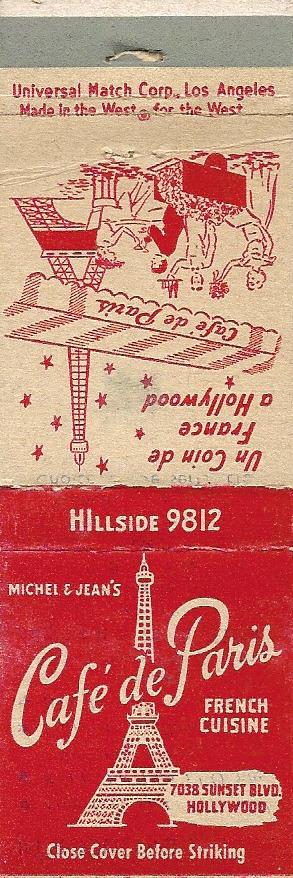 Universal Match Corp., Los Angeles
Made in the West for the West
Café de Paris
Un Coin de
France
a Hollywood
HILLSIDE 9812
MICHEL & JEAN'S
Café de Paris
FRENCH
CUISINE
7038 SUNSET BLVD.
HOLLYWOOD
Close Cover Before Striking